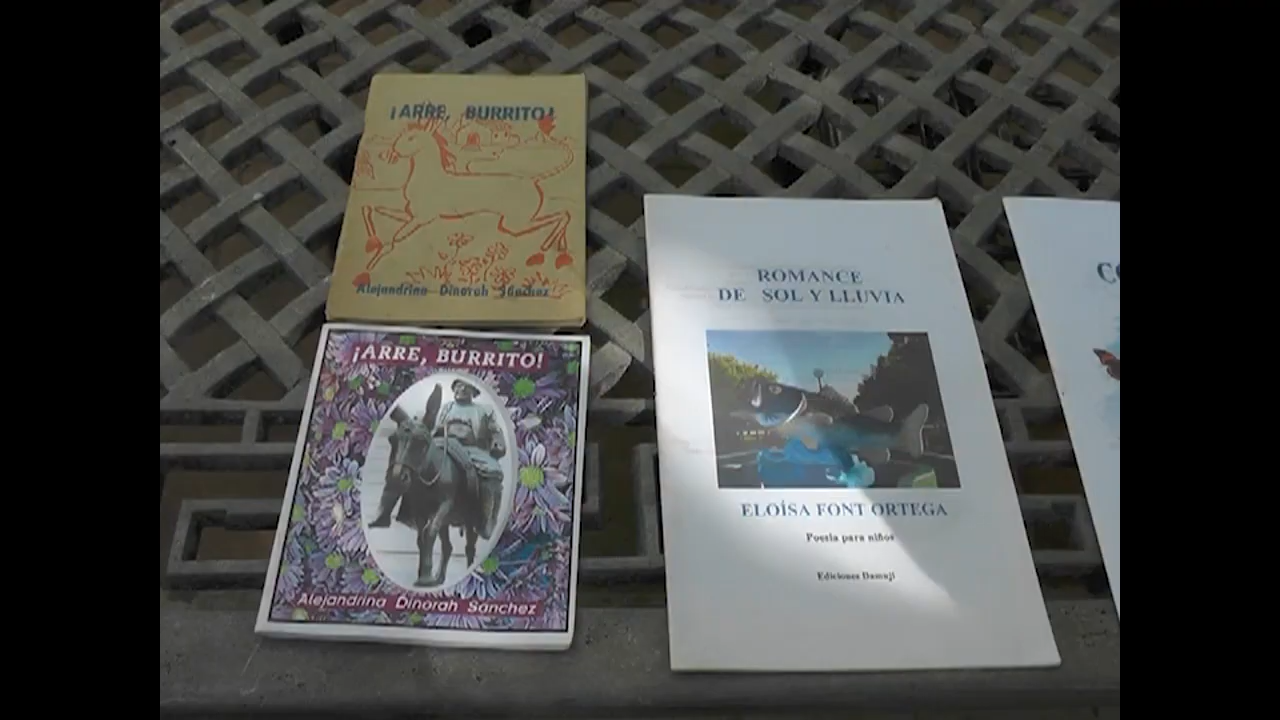 ¡ARRE, BURRITO!
Alejandrina Dinorah Sánchez
¡ARRE, BURRITO!
Alejandrina Dinorah Sánchez
ROMANCE
DE SOL Y LLUVIA
ELOÍSA FONT ORTEGA
Poesía para niños
Ediciones Damují